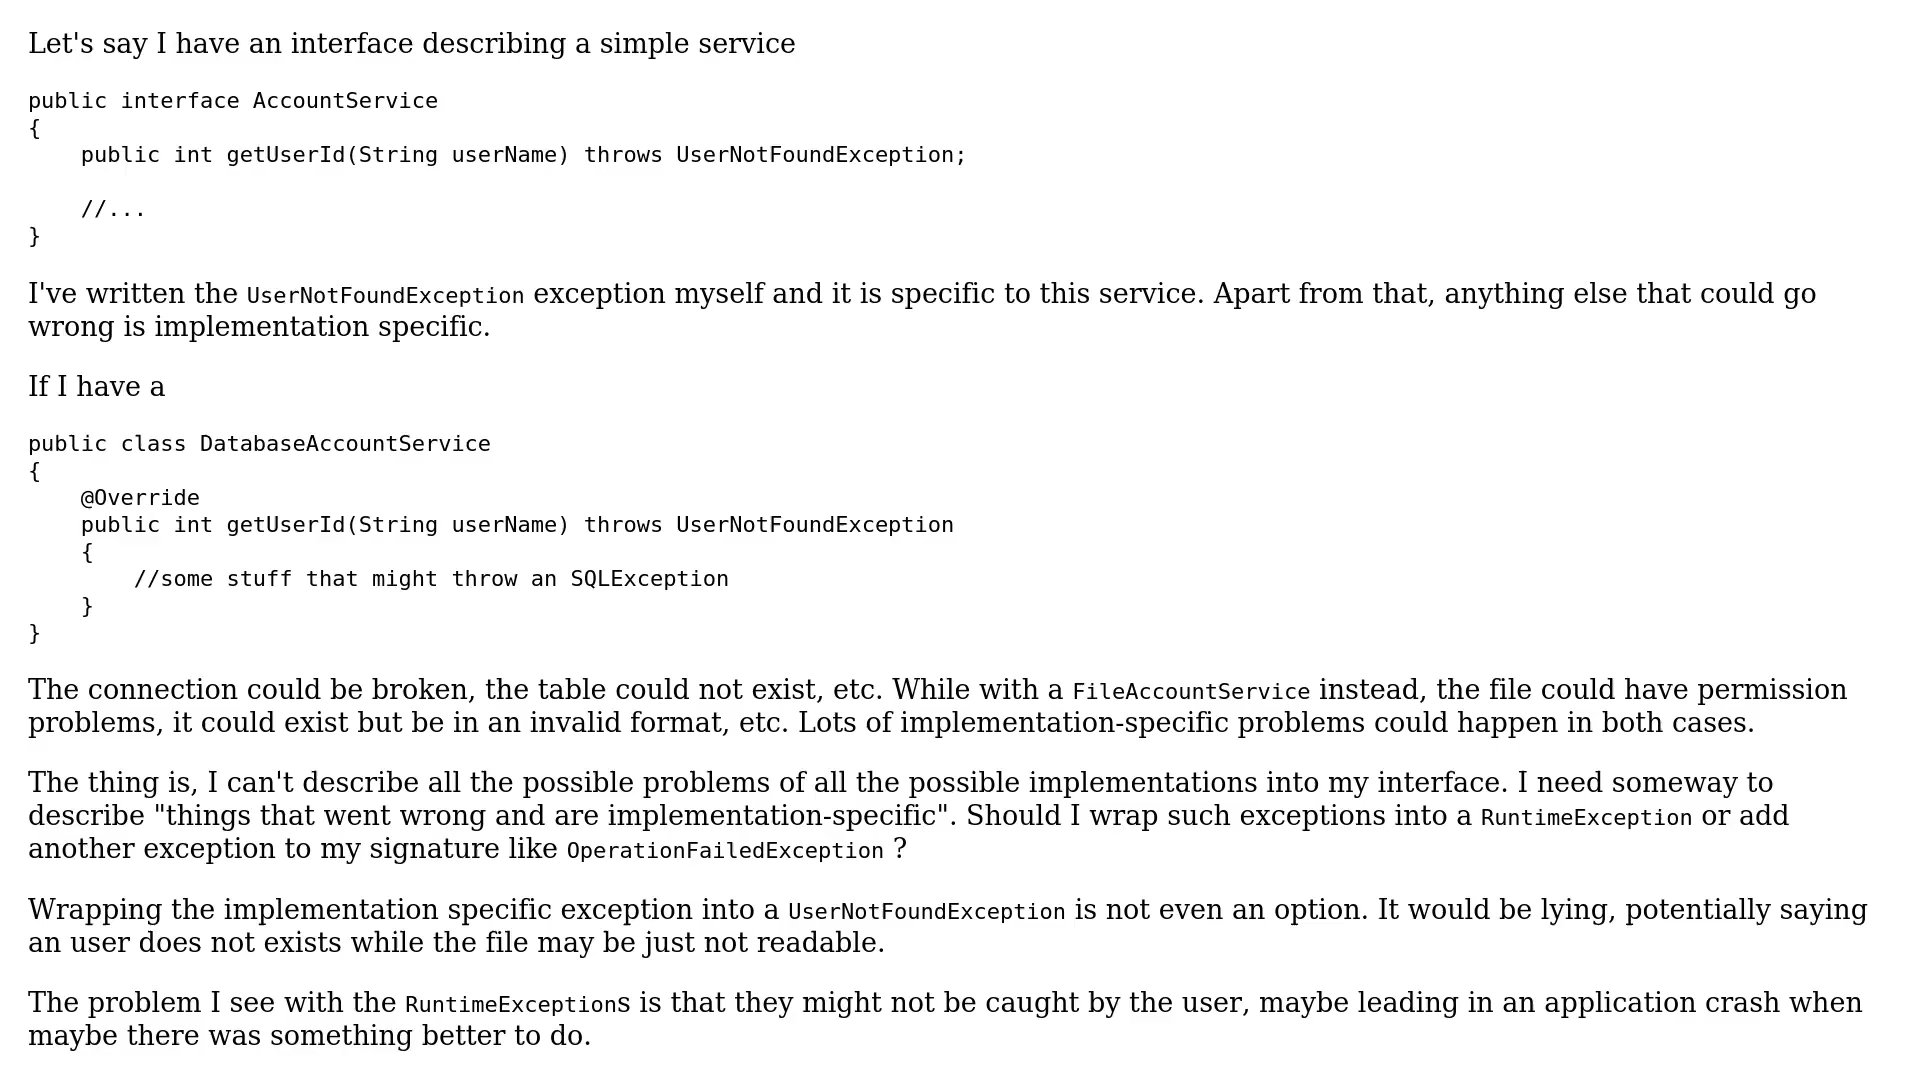 Let's say I have an interface describing a simple service
public interface AccountService
{
    public int getUserId(String userName) throws UserNotFoundException;
    //...
}
I've written the UserNotFoundException exception myself and it is specific to this service. Apart from that, anything else that could go
wrong is implementation specific.
If I have a
public class DatabaseAccountService
{
    @Override
    public int getUserId(String userName) throws UserNotFoundException
    {
        //some stuff that might throw an SQLException
    }
}
The connection could be broken, the table could not exist, etc. While with a FileAccountService instead, the file could have permission
problems, it could exist but be in an invalid format, etc. Lots of implementation-specific problems could happen in both cases.
The thing is, I can't describe all the possible problems of all the possible implementations into my interface. I need someway to
describe "things that went wrong and are implementation-specific". Should I wrap such exceptions into a RuntimeException or add
another exception to my signature like OperationFailedException ?
Wrapping the implementation specific exception into a UserNotFoundException is not even an option. It would be lying, potentially saying
an user does not exists while the file may be just not readable.
The problem I see with the RuntimeExceptions is that they might not be caught by the user, maybe leading in an application crash when
maybe there was something better to do.